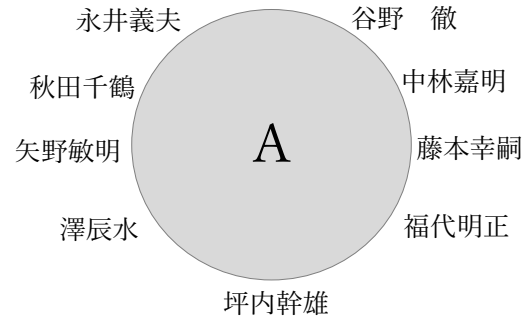 永井義夫
谷野　徹
秋田千鶴
中林嘉明
矢野敏明
A
藤本幸嗣
澤辰水
福代明正
坪内幹雄